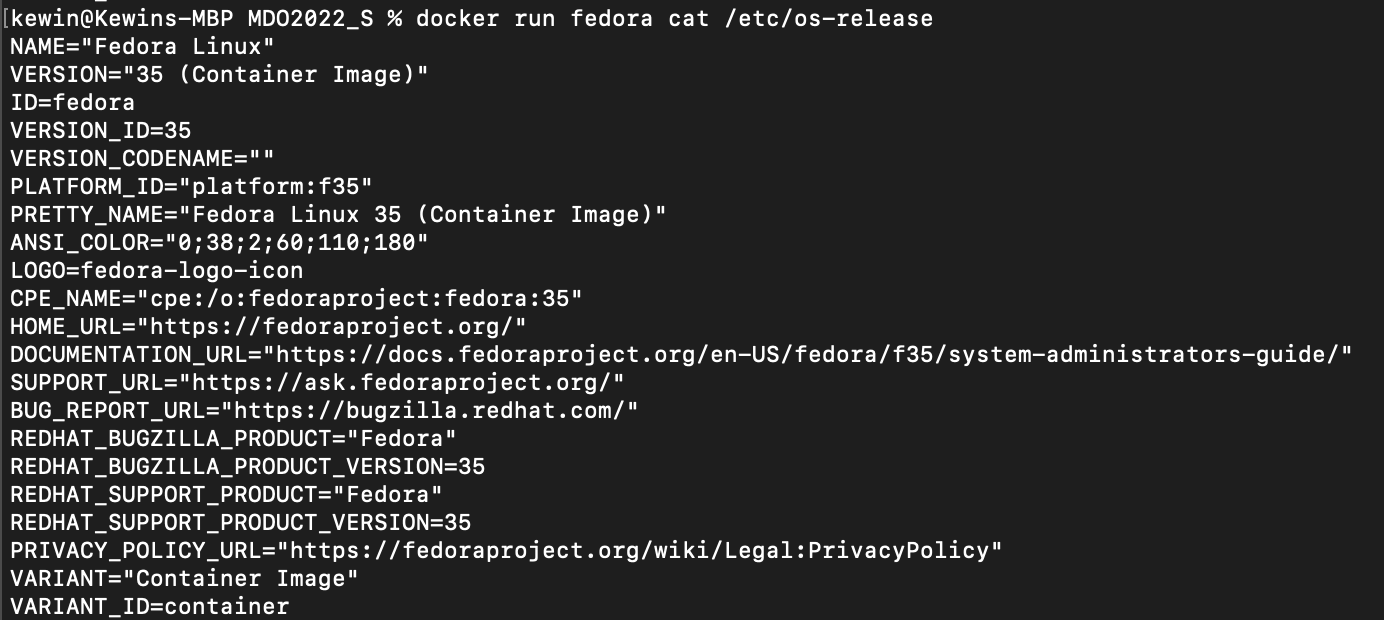 [kewin@Kewins-MBP MDO2022_S % docker run fedora cat /etc/os-release
NAME="Fedora Linux"
VERSION="35 (Container Image)"
ID=fedora
VERSION_ID=35
VERSION_CODENAME=""
PLATFORM_ID="platform:f35"
PRETTY_NAME="Fedora Linux 35 (Container Image)"
ANSI_COLOR="0;38;2;60;110;180"
LOGO=fedora-logo-icon
CPE_NAME="cpe:/o:fedoraproject:fedora:35"
HOME_URL="https://fedoraproject.org/"
DOCUMENTATION_URL="https://docs.fedoraproject.org/en-US/fedora/f35/system-administrators-guide/"
SUPPORT_URL="https://ask.fedoraproject.org/"
BUG_REPORT_URL="https://bugzilla.redhat.com/"
REDHAT_BUGZILLA_PRODUCT="Fedora"
REDHAT_BUGZILLA_PRODUCT_VERSION=35
REDHAT_SUPPORT_PRODUCT="Fedora"
REDHAT_SUPPORT_PRODUCT_VERSION=35
PRIVACY_POLICY_URL="https://fedoraproject.org/wiki/Legal:PrivacyPolicy"
VARIANT="Container Image"
VARIANT_ID=container